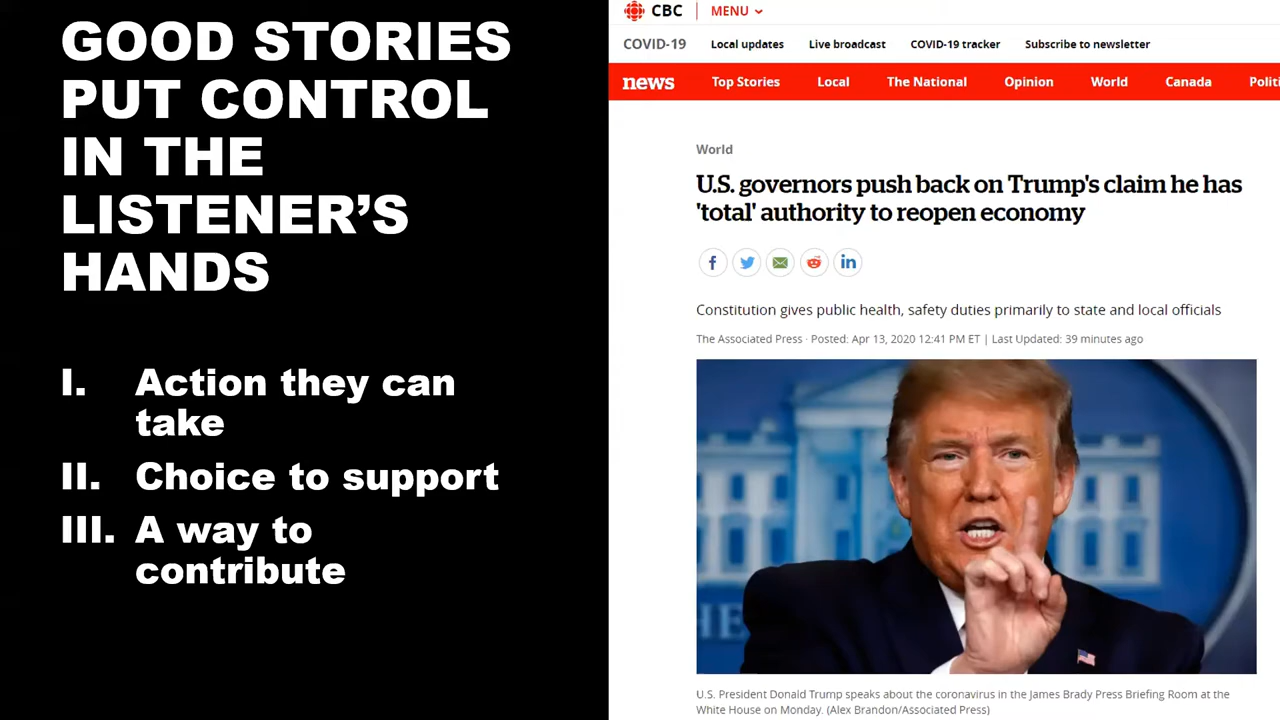 GOOD STORIES
PUT CONTROL
IN THE
LISTENER’S
HANDS
I. Action they can
take
II. Choice to support
III. A way to
contribute
CBC MENU
COVID-19 Local updates Live broadcast COVID-19 tracker Subscribe to newsletter
news Top Stories Local The National Opinion World Canada Politi
World
U.S. governors push back on Trump's claim he has
'total' authority to reopen economy
Constitution gives public health, safety duties primarily to state and local officials
The Associated Press · Posted: Apr 13, 2020 12:41 PM ET | Last Updated: 39 minutes ago
THE
U.S. President Donald Trump speaks about the coronavirus in the James Brady Press Briefing Room at the
White House on Monday. (Alex Brandon/Associated Press)